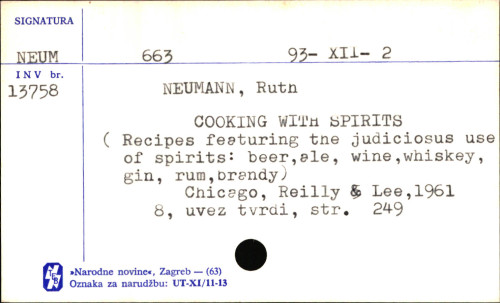 SIGNATURA
NEUM 663 93- XII- 2
INV br.
13758 NEUMANN, Ruth
COOKING WITH SPIRITS
( Recipes featuring the judiciosus use
of spirits: beer,ale, wine,whiskey,
gin, rum,brandy)
Chicago, Reilly & Lee,1961
8, uvez tvrdi, str. 249
»Narodne novine«, Zagreb — (63)
Oznaka za narudžbu: UT-XI/11-13